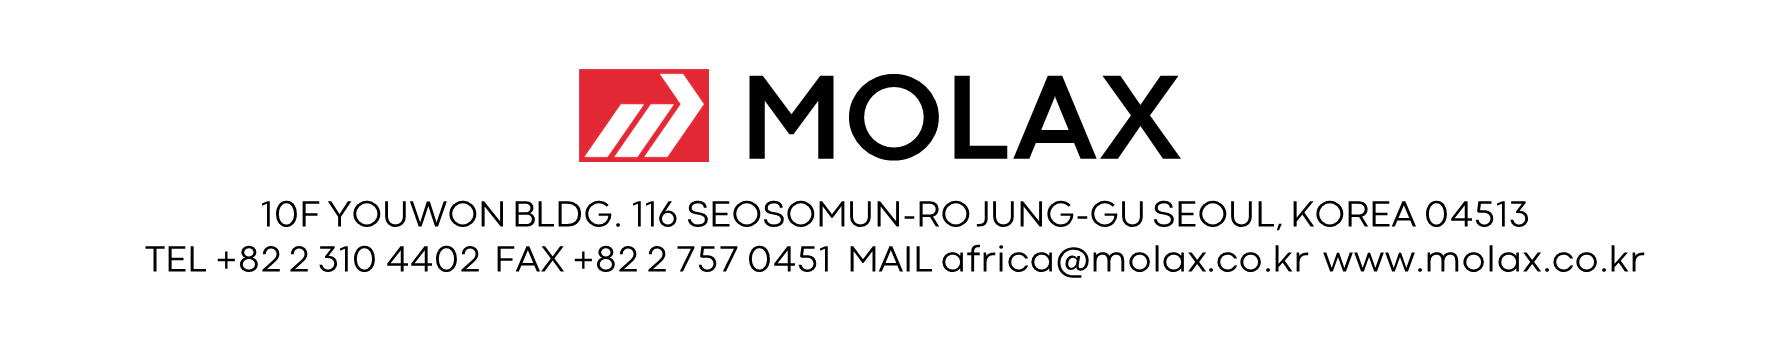 MOLAX
10F YOUWON BLDG. 116 SEOSOMUN-RO JUNG-GU SEOUL, KOREA 04513
TEL +82 2 310 4402 FAX +82 2 757 0451 MAIL africa@molax.co.kr www.molax.co.kr